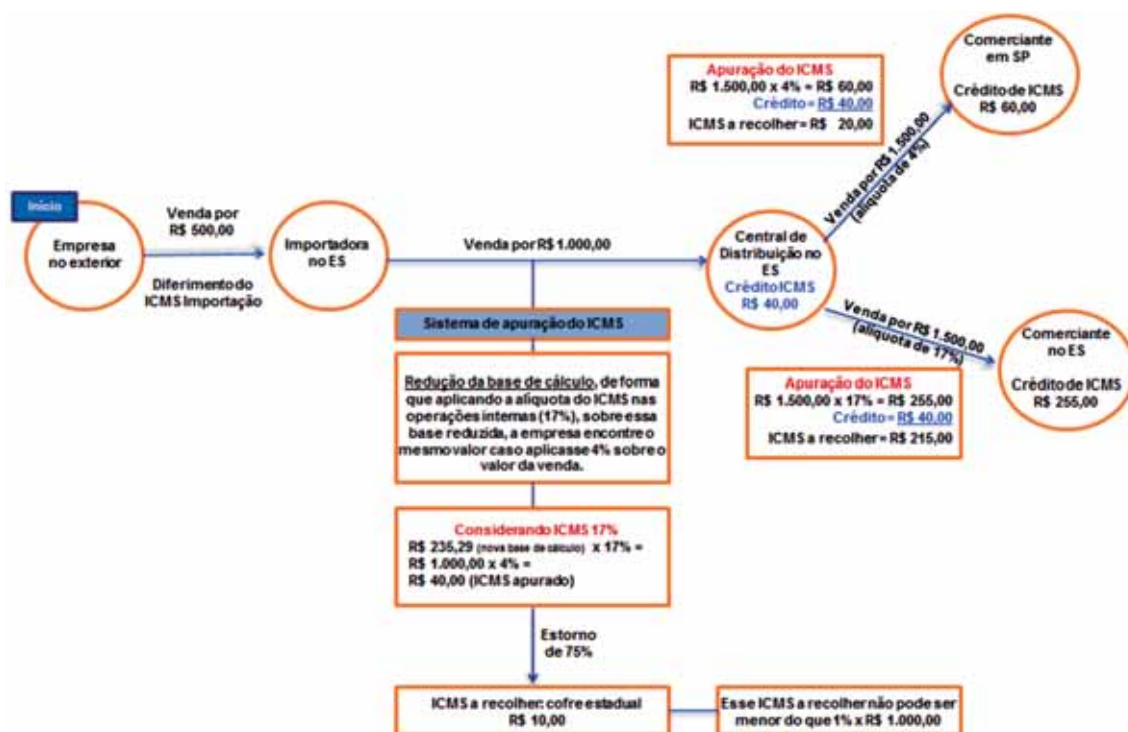 Início
Empresa
no exterior
Venda por
R$ 500,00
Diferimento do
ICMS Importação
Importadora
no ES
Venda por R$ 1.000,00
Sistema de apuração do ICMS
Redução da base de cálculo, de forma
que aplicando a alíquota do ICMS nas
operações internas (17%), sobre essa
base reduzida, a empresa encontre o
mesmo valor caso aplicasse 4% sobre o
valor da venda.
Considerando ICMS 17%
R$ 235,29 (nova base de cálculo) x 17% =
R$ 1.000,00 x 4% =
R$ 40,00 (ICMS apurado)
Estorno
de 75%
ICMS a recolher: cofre estadual
R$ 10,00
Esse ICMS a recolher não pode ser
menor do que 1% x R$ 1.000,00
Central de
Distribuição no
ES
Crédito ICMS
R$ 40,00
Apuração do ICMS
R$ 1.500,00 x 4% = R$ 60,00
Crédito = R$ 40,00
ICMS a recolher = R$ 20,00
Venda por R$ 1.500,00
(alíquota de 4%)
Comerciante
em SP
Crédito de ICMS
R$ 60,00
Venda por R$ 1.500,00
(alíquota de 17%)
Apuração do ICMS
R$ 1.500,00 x 17% = R$ 255,00
Crédito = R$ 40,00
ICMS a recolher = R$ 215,00
Comerciante
no ES
Crédito de ICMS
R$ 255,00